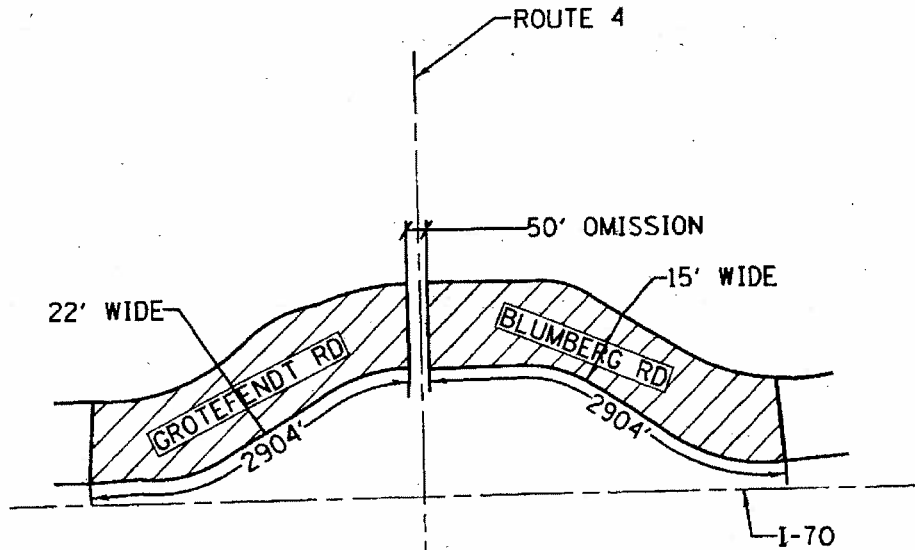 ROUTE 4
50' OMISSION
15' WIDE
22' WIDE
BLUMBERG RD
GROTEFENDT RD
2904'
2904'
I-70